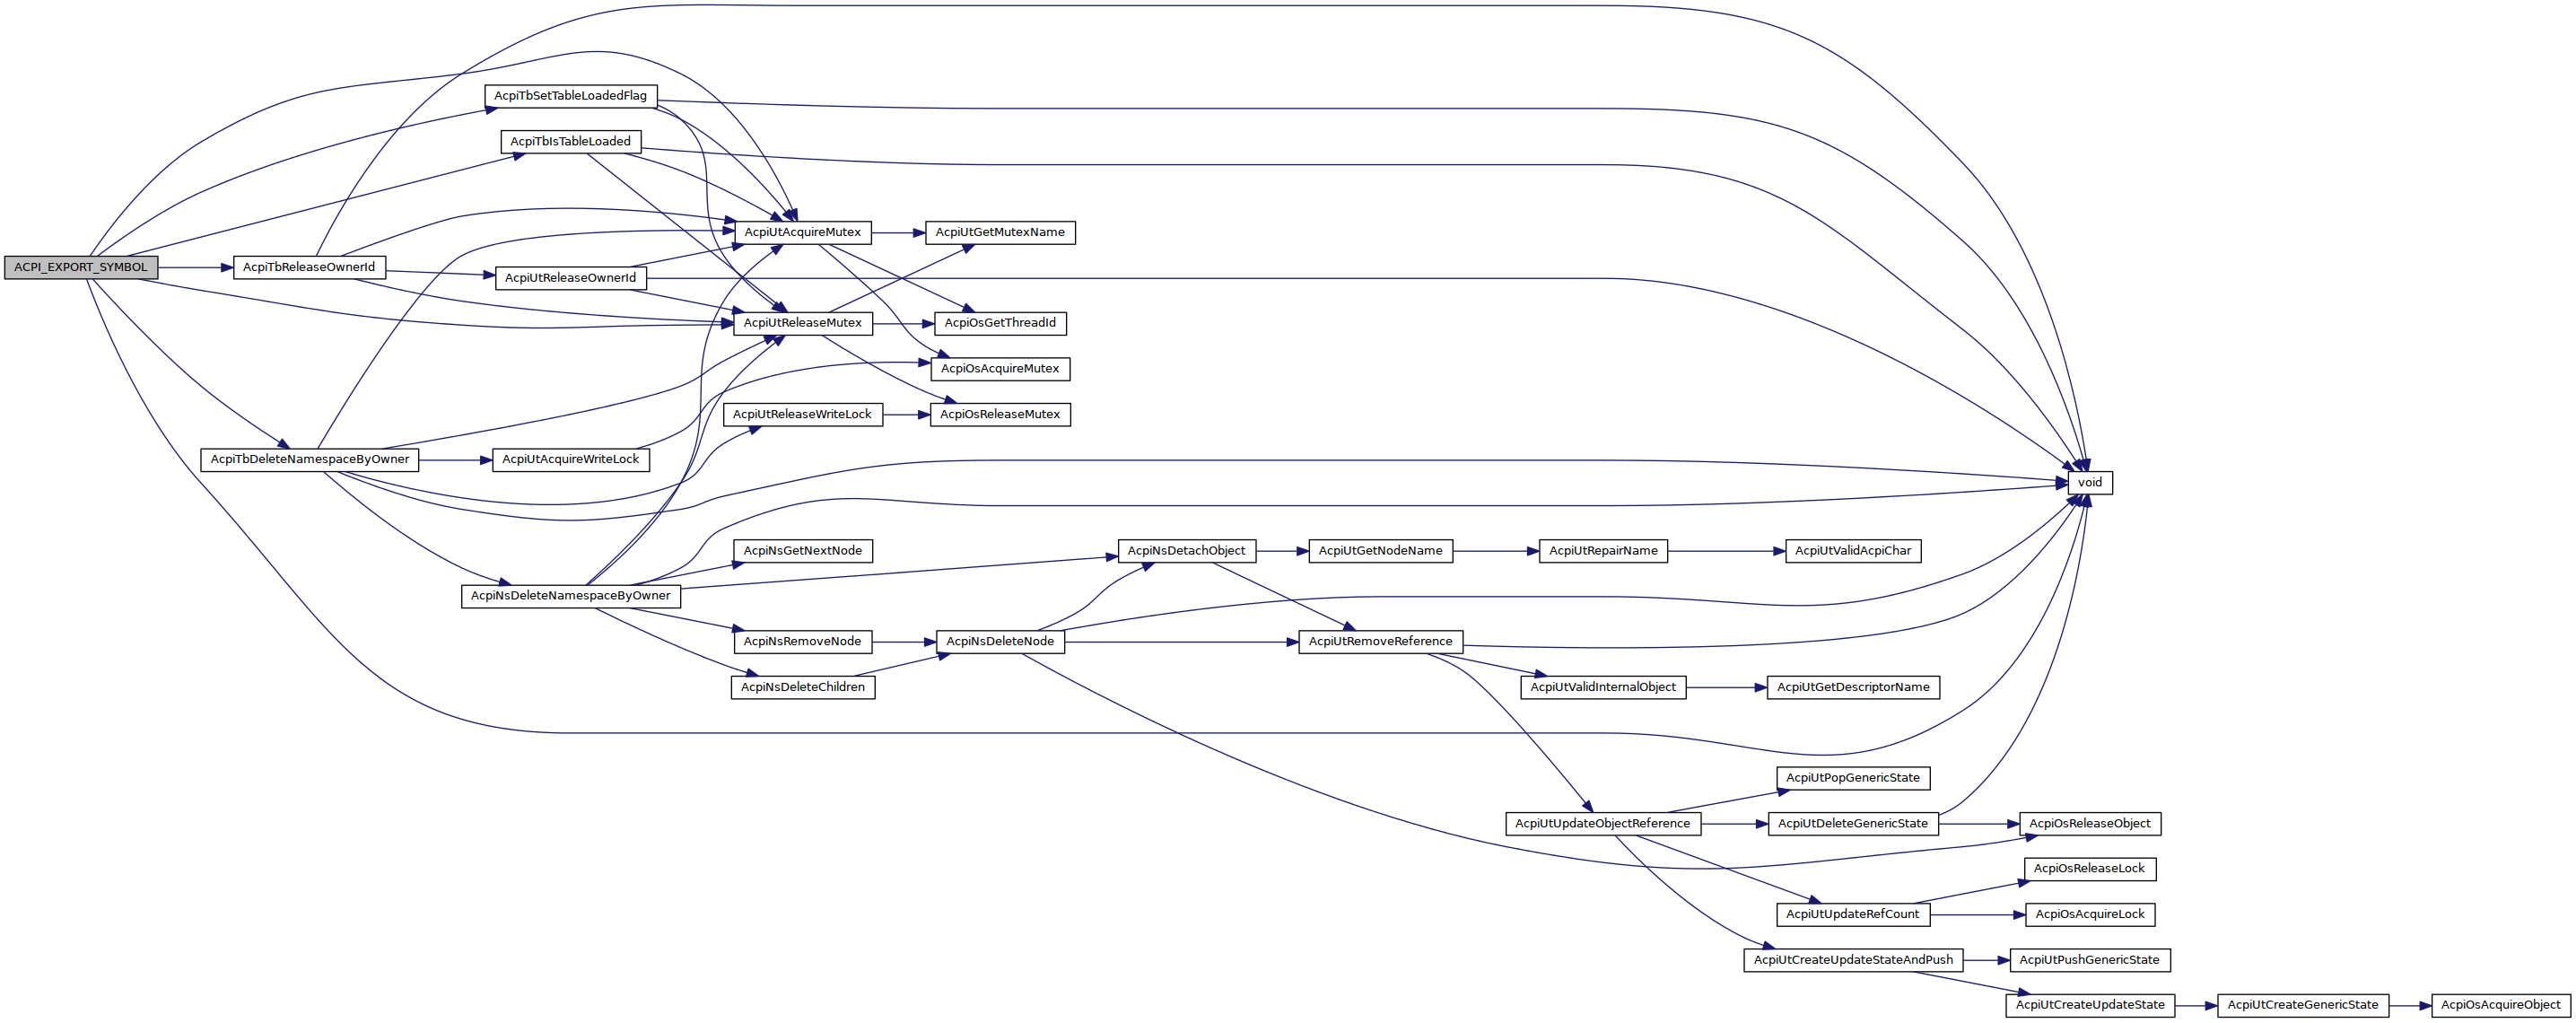 AcpiTbSetTableLoadedFlag
AcpiTbIsTableLoaded
AcpiUtAcquireMutex
AcpiUtGetMutexName
ACPI_EXPORT_SYMBOL
AcpiTbReleaseOwnerId
AcpiUtReleaseOwnerId
AcpiUtReleaseMutex
AcpiOsGetThreadId
AcpiOsAcquireMutex
AcpiUtReleaseWriteLock
AcpiOsReleaseMutex
AcpiTbDeleteNamespaceByOwner
AcpiUtAcquireWriteLock
void
AcpiNsGetNextNode
AcpiNsDetachObject
AcpiUtGetNodeName
AcpiUtRepairName
AcpiUtValidAcpiChar
AcpiNsDeleteNamespaceByOwner
AcpiNsRemoveNode
AcpiNsDeleteNode
AcpiUtRemoveReference
AcpiNsDeleteChildren
AcpiUtValidInternalObject
AcpiUtGetDescriptorName
AcpiUtPopGenericState
AcpiUtUpdateObjectReference
AcpiUtDeleteGenericState
AcpiOsReleaseObject
AcpiOsReleaseLock
AcpiUtUpdateRefCount
AcpiOsAcquireLock
AcpiUtCreateUpdateStateAndPush
AcpiUtPushGenericState
AcpiUtCreateUpdateState
AcpiUtCreateGenericState
AcpiOsAcquireObject